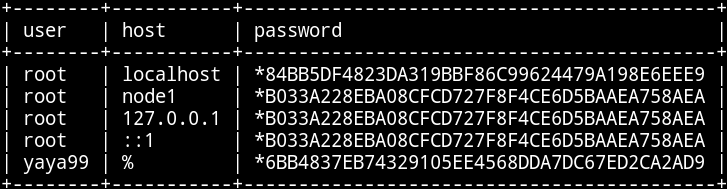 +--------+-----------+-------------------------------------------+
| user   | host      | password                                  |
+--------+-----------+-------------------------------------------+
| root   | localhost | *84BB5DF4823DA319BBF86C99624479A198E6EEE9 |
| root   | node1     | *B033A228EBA08CFCD727F8F4CE6D5BAAEA758AEA |
| root   | 127.0.0.1 | *B033A228EBA08CFCD727F8F4CE6D5BAAEA758AEA |
| root   | ::1       | *B033A228EBA08CFCD727F8F4CE6D5BAAEA758AEA |
| yaya99 | %         | *6BB4837EB74329105EE4568DDA7DC67ED2CA2AD9 |
+--------+-----------+-------------------------------------------+